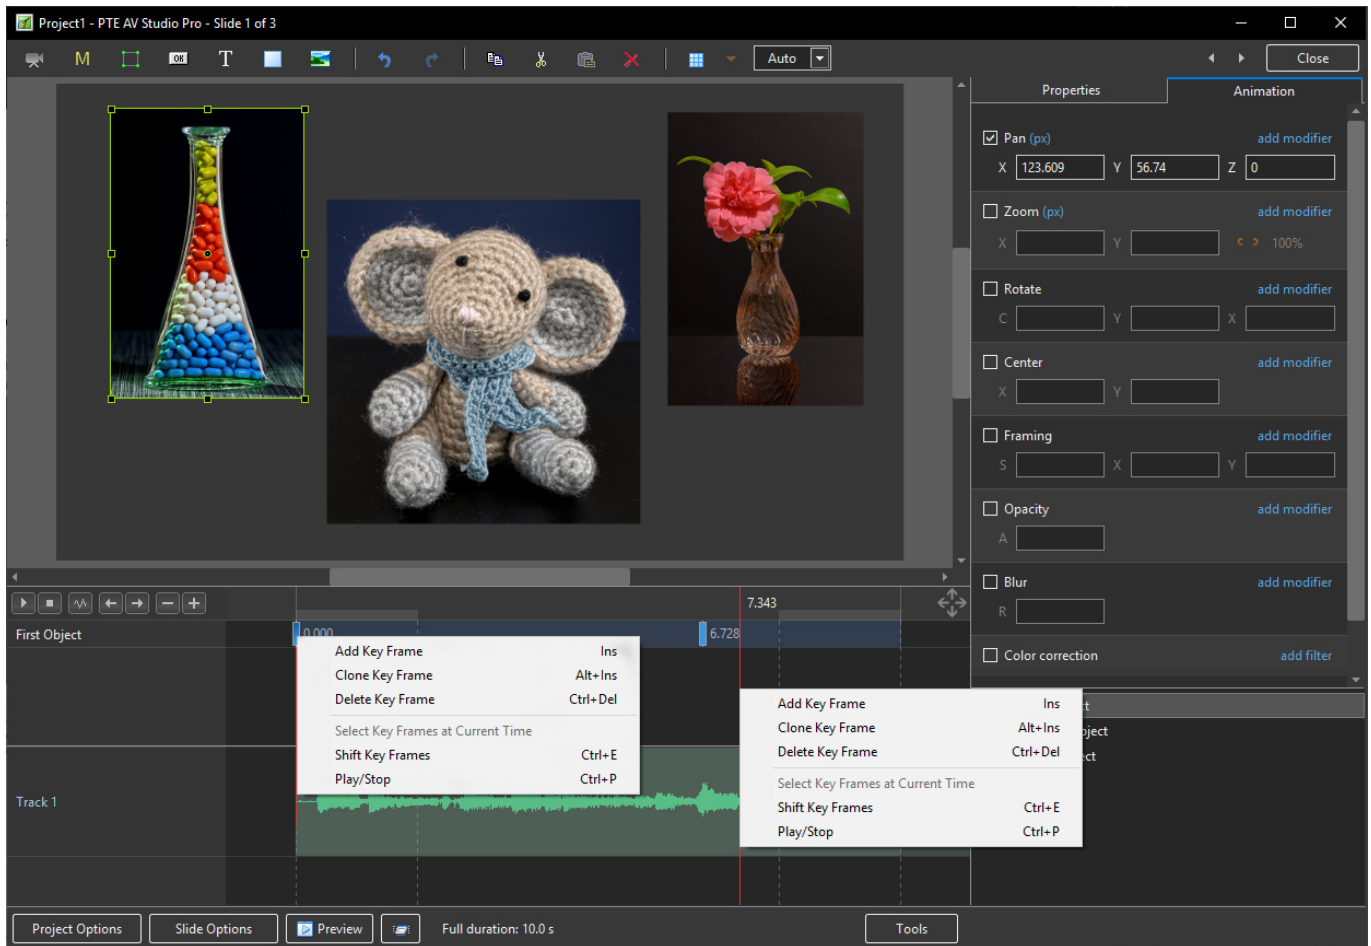 Project1 - PTE AV Studio Pro - Slide 1 of 3
M OK T Auto Close
Properties Animation
Pan (px) add modifier
X 123.609 Y 56.74 Z 0
Zoom (px) add modifier
X Y 100%
Rotate add modifier
C Y X
Center add modifier
X Y
Framing add modifier
S X Y
Opacity add modifier
A
Blur add modifier
R
Color correction add filter
7.343
First Object 0.000 6.728
Add Key Frame Ins
Clone Key Frame Alt+Ins
Delete Key Frame Ctrl+Del
Select Key Frames at Current Time
Shift Key Frames Ctrl+E
Play/Stop Ctrl+P
Add Key Frame Ins
Clone Key Frame Alt+Ins
Delete Key Frame Ctrl+Del
Select Key Frames at Current Time
Shift Key Frames Ctrl+E
Play/Stop Ctrl+P
Track 1
Project Options Slide Options Preview Full duration: 10.0 s Tools